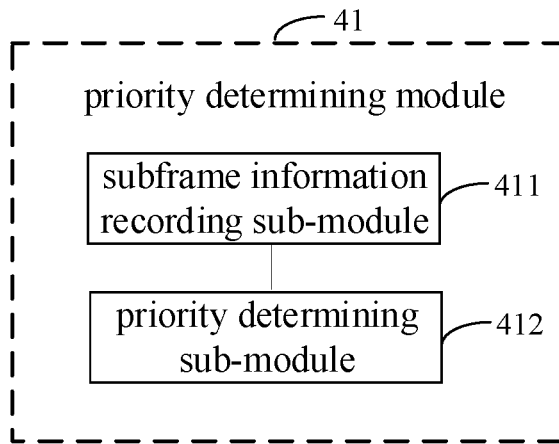 41
priority determining module
subframe information
recording sub-module
411
priority determining
sub-module
412